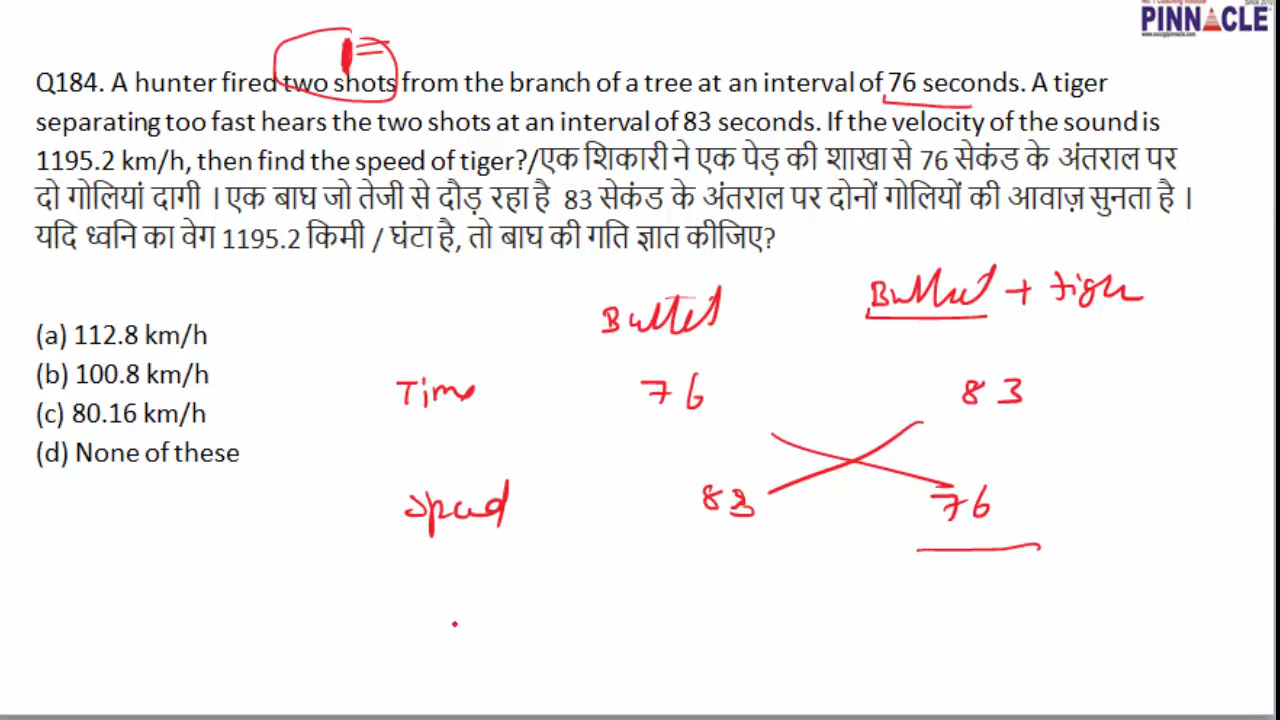 Since 2010
PINNACLE
Q184. A hunter fired two shots from the branch of a tree at an interval of 76 seconds. A tiger
separating too fast hears the two shots at an interval of 83 seconds. If the velocity of the sound is
1195.2 km/h, then find the speed of tiger?/एक शिकारी ने एक पेड़ की शाखा से 76 सेकंड के अंतराल पर
दो गोलियां दागी । एक बाघ जो तेजी से दौड़ रहा है 83 सेकंड के अंतराल पर दोनों गोलियों की आवाज़ सुनता है ।
यदि ध्वनि का वेग 1195.2 किमी / घंटा है, तो बाघ की गति ज्ञात कीजिए?
Bullet Bullet + tiger
(a) 112.8 km/h
(b) 100.8 km/h
Time 76 83
(c) 80.16 km/h
(d) None of these
Speed 83 76